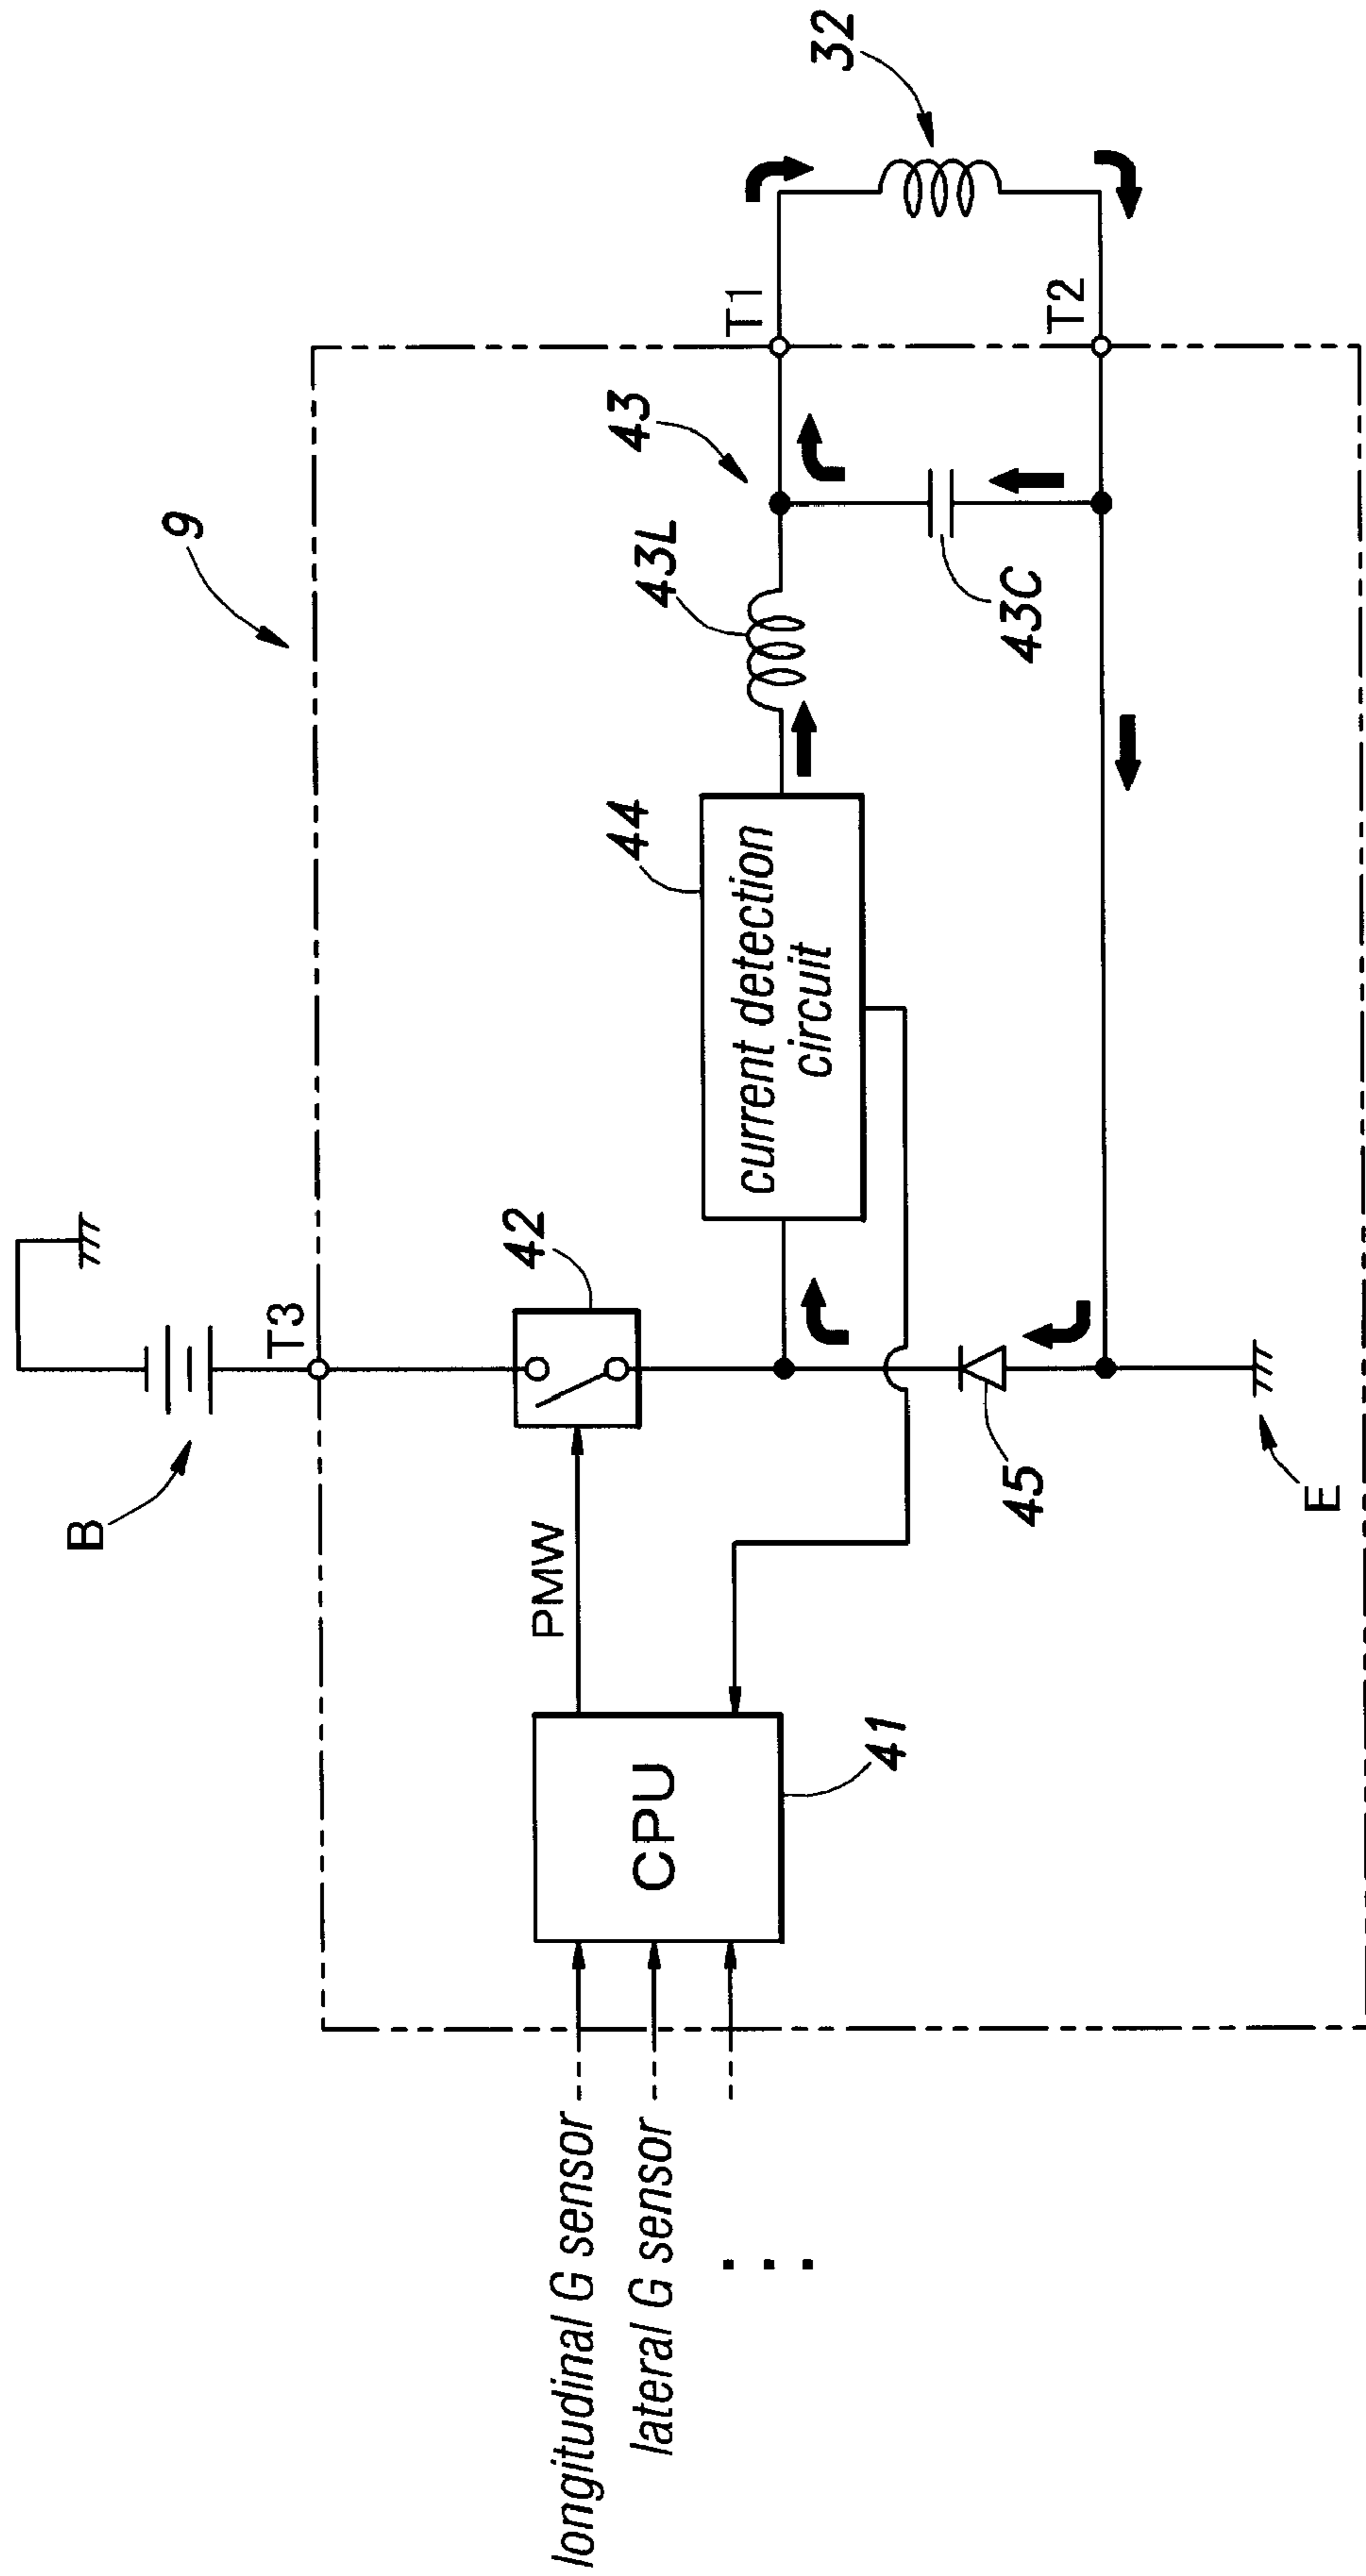 B
9
T3
42
PMW
CPU
41
longitudinal G sensor
lateral G sensor
...
44
current detection
circuit
43L
43
T1
32
43C
T2
45
E